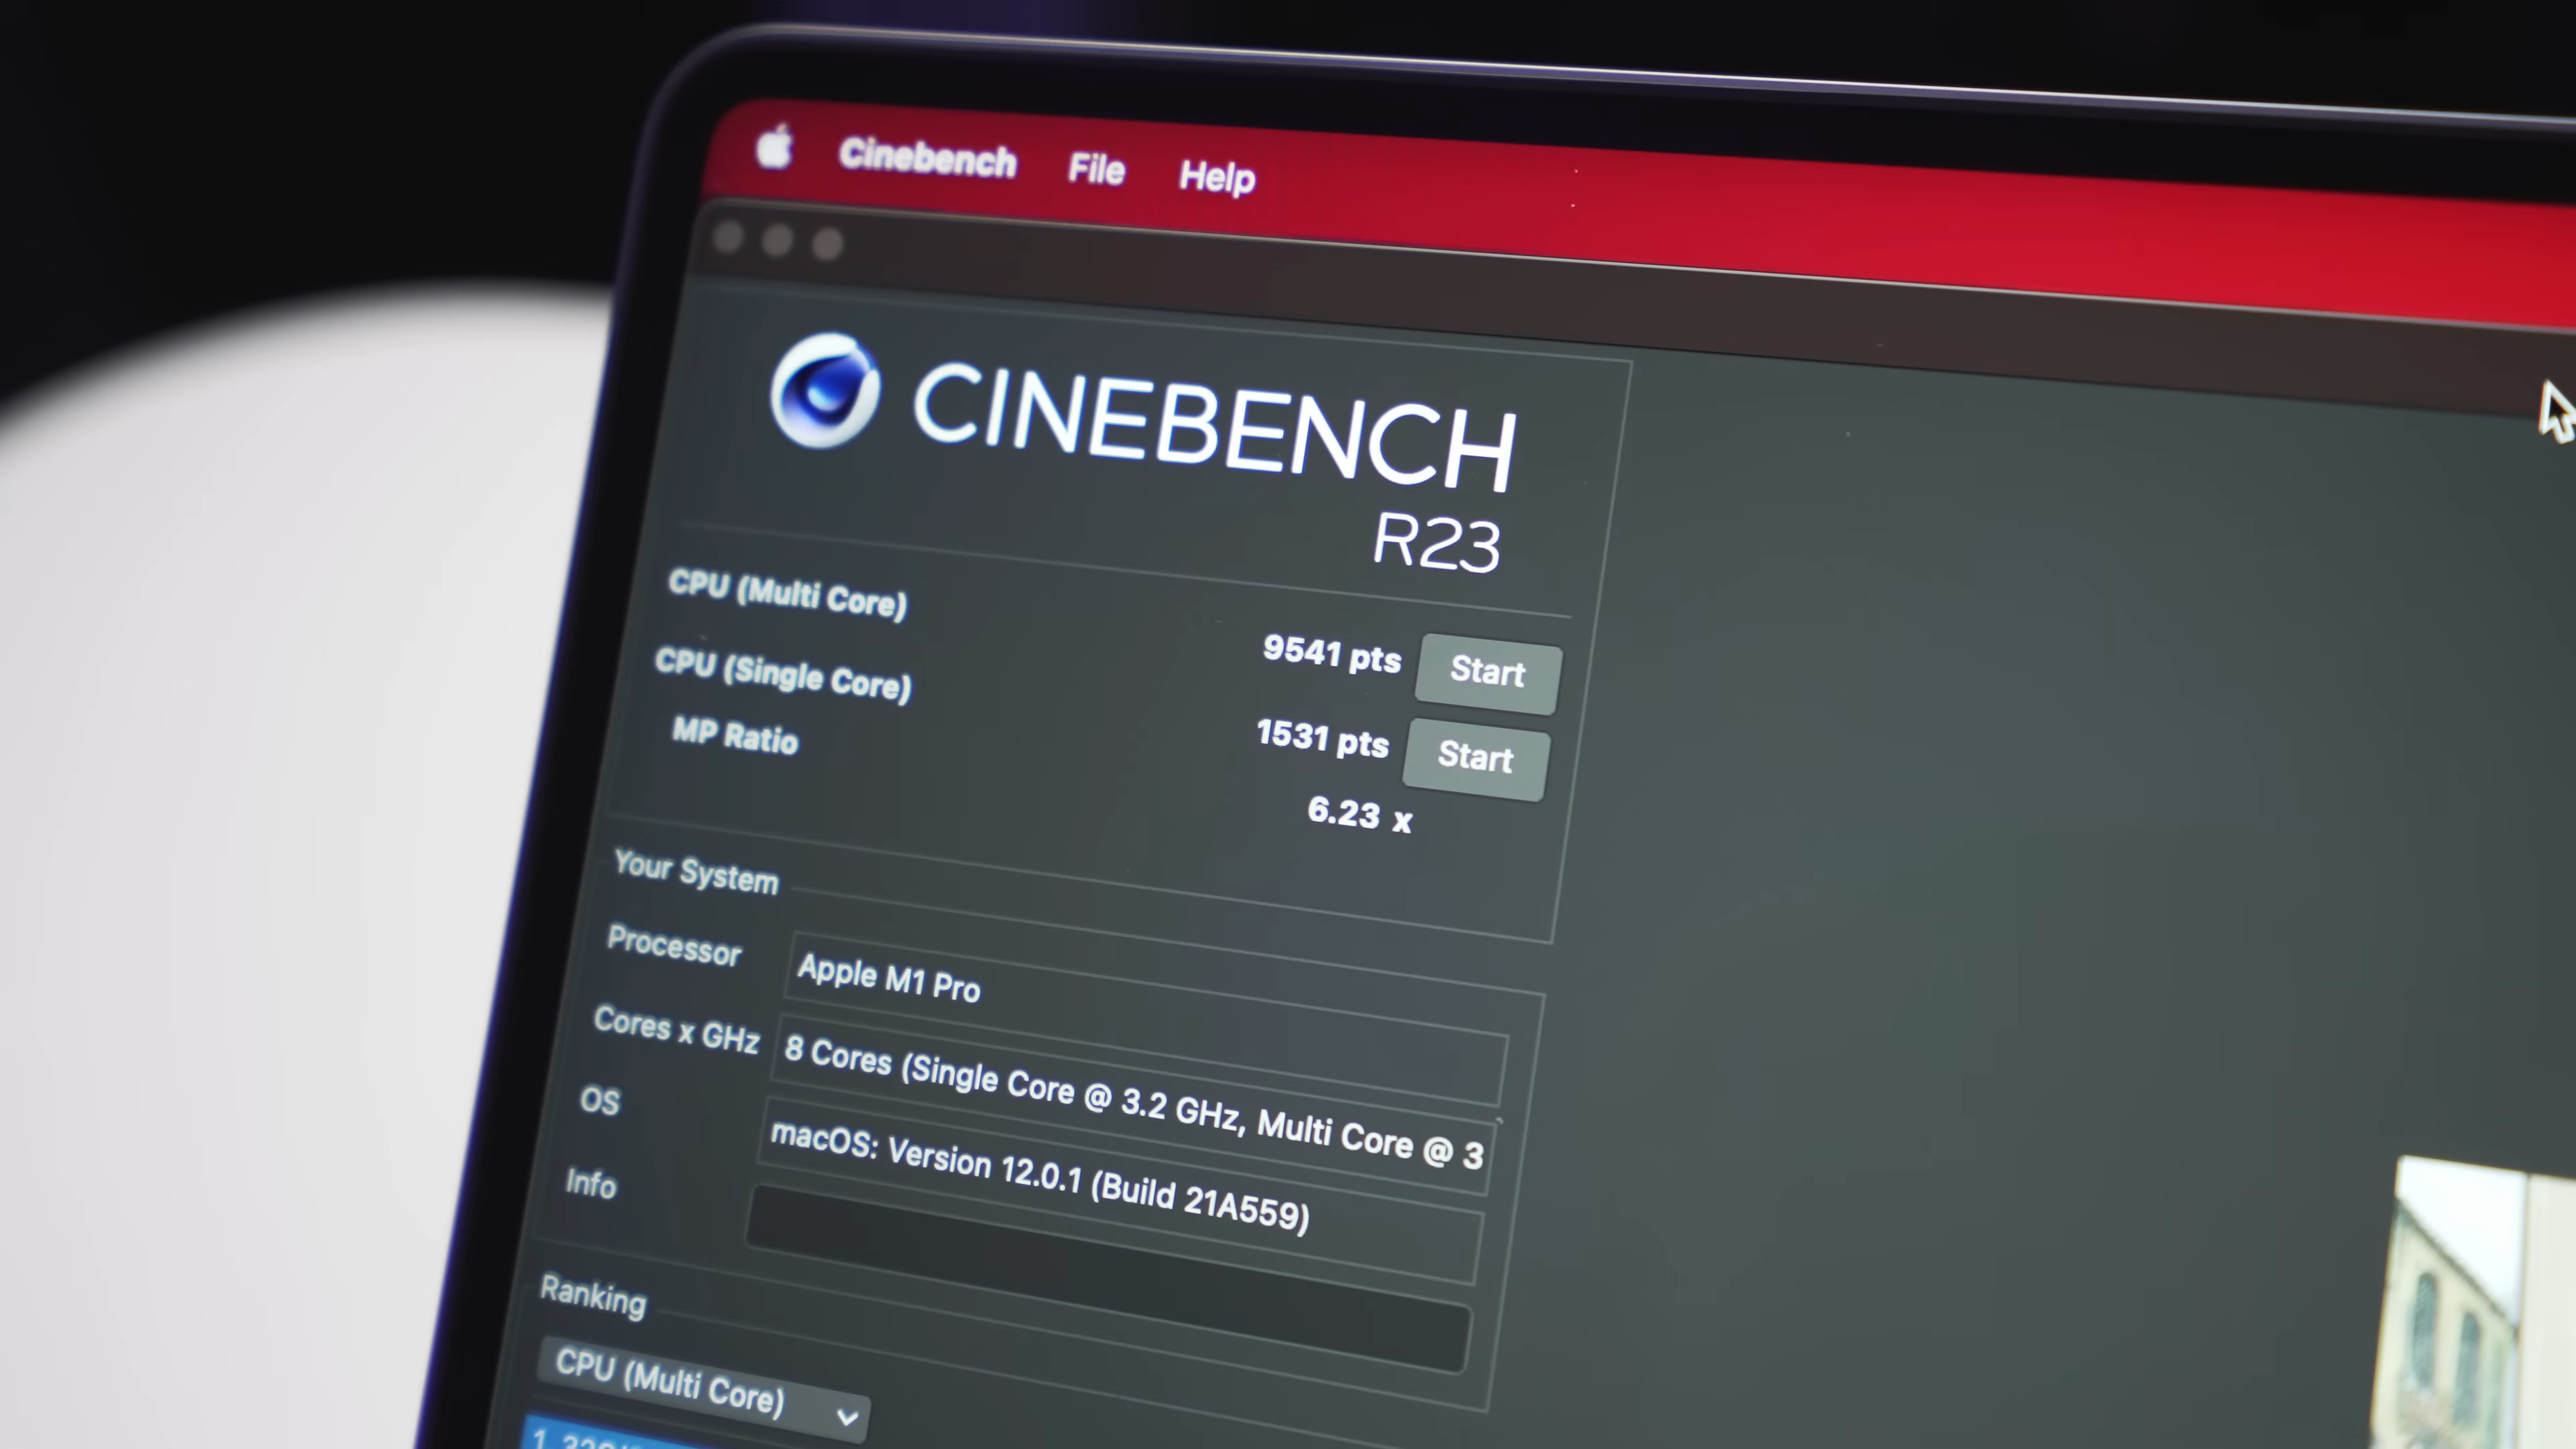 Cinebench File Help
CINEBENCH
R23
CPU (Multi Core) 9541 pts Start
CPU (Single Core) 1531 pts Start
MP Ratio 6.23 x
Your System
Processor Apple M1 Pro
Cores x GHz 8 Cores (Single Core @ 3.2 GHz, Multi Core @ 3
OS macOS: Version 12.0.1 (Build 21A559)
Info
Ranking
CPU (Multi Core)